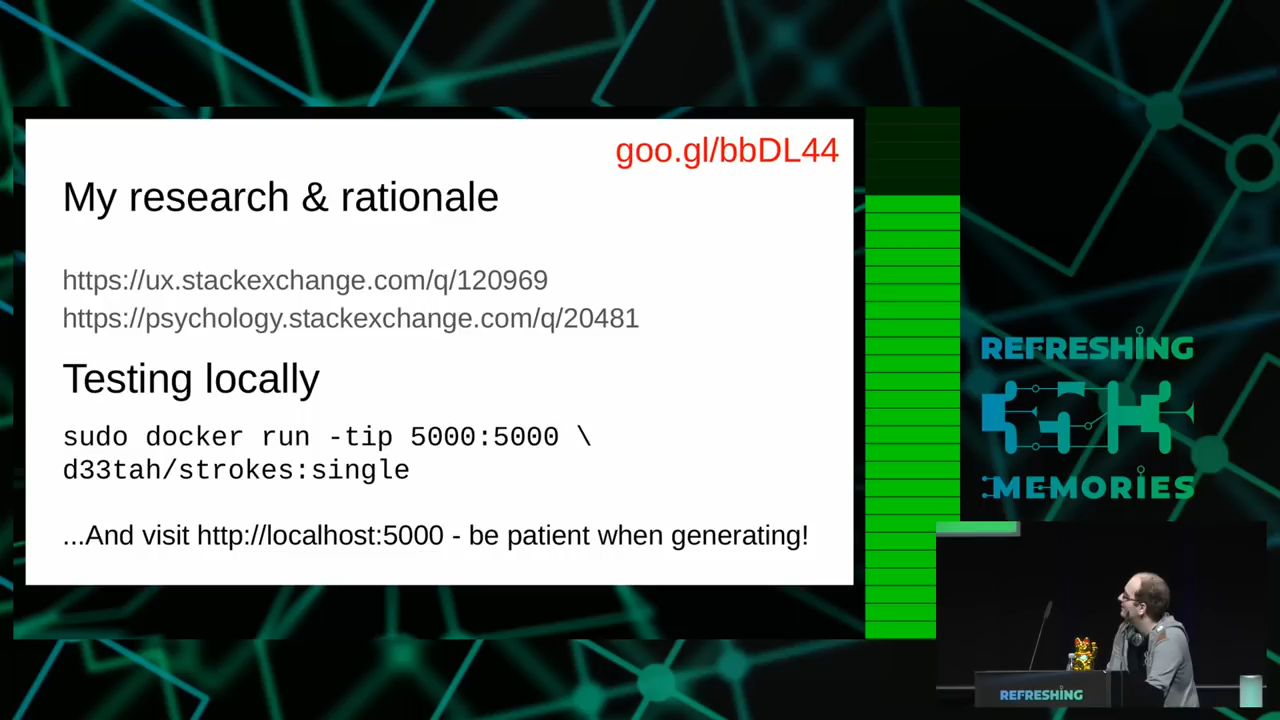 goo.gl/bbDL44
My research & rationale
https://ux.stackexchange.com/q/120969
https://psychology.stackexchange.com/q/20481
Testing locally
sudo docker run -tip 5000:5000 \
d33tah/strokes:single
...And visit http://localhost:5000 - be patient when generating!
REFRESHING
MEMORIES
REFRESHING